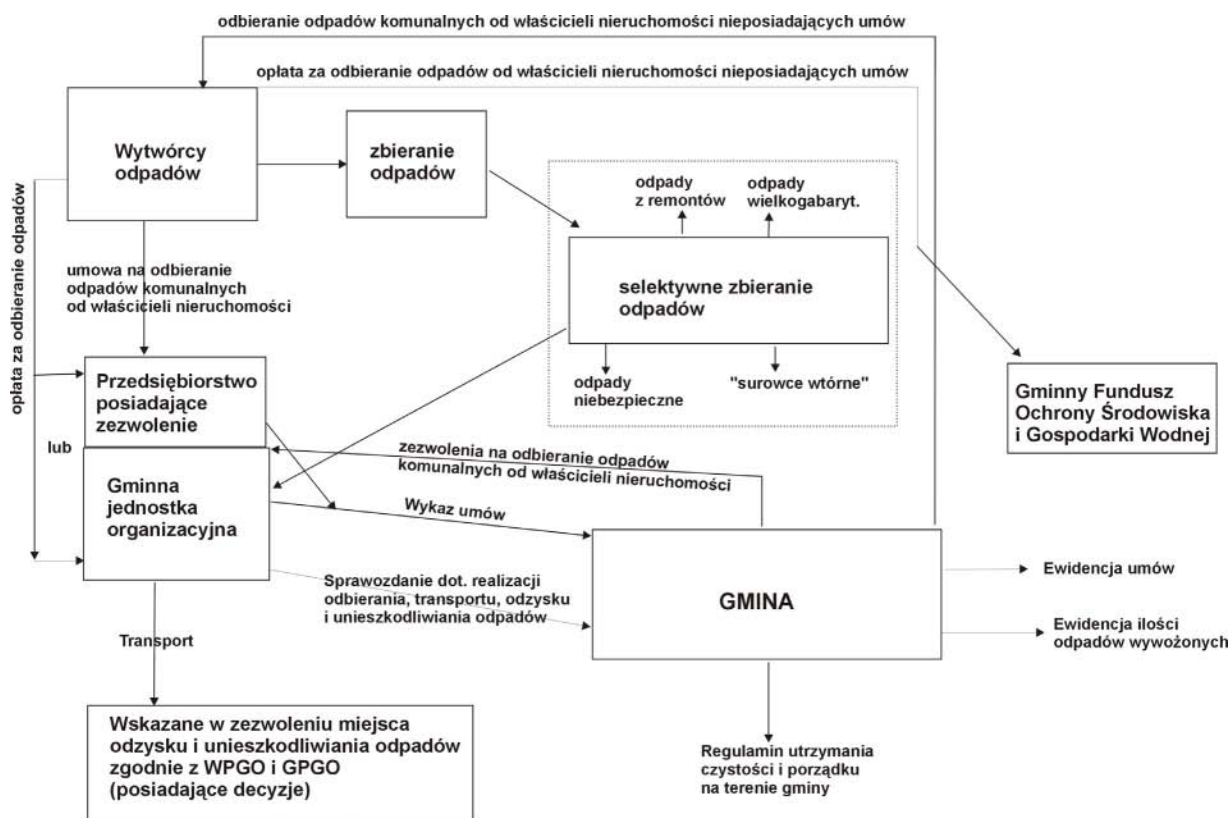 odbieranie odpadów komunalnych od właścicieli nieruchomości nieposiadających umów
opłata za odbieranie odpadów od właścicieli nieruchomości nieposiadających umów
Wytwórcy
odpadów
zbieranie
odpadów
odpady
z remontów
odpady
wielkogabaryt.
selektywne zbieranie
odpadów
odpady
niebezpieczne
"surowce wtórne"
opłata za odbieranie odpadów
umowa na odbieranie
odpadów komunalnych
od właścicieli nieruchomości
Przedsiębiorstwo
posiadające
zezwolenie
lub
Gminna
jednostka
organizacyjna
Gminny Fundusz
Ochrony Środowiska
i Gospodarki Wodnej
zezwolenia na odbieranie odpadów
komunalnych od właścicieli nieruchomości
Wykaz umów
Sprawozdanie dot. realizacji
odbierania, transportu, odzysku
i unieszkodliwiania odpadów
GMINA
Ewidencja umów
Ewidencja ilości
odpadów wywożonych
Transport
Wskazane w zezwoleniu miejsca
odzysku i unieszkodliwiania odpadów
zgodnie z WPGO i GPGO
(posiadające decyzje)
Regulamin utrzymania
czystości i porządku
na terenie gminy